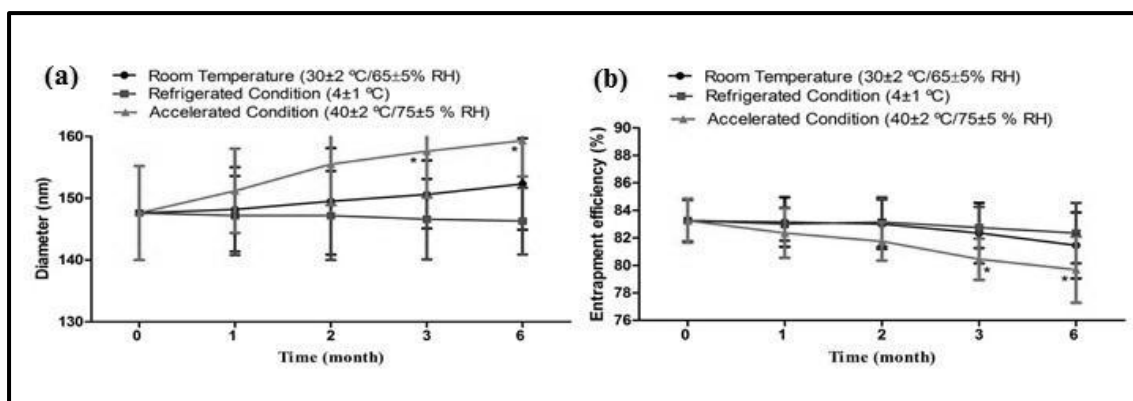 (a)
Room Temperature (30±2 ºC/65±5% RH)
Refrigerated Condition (4±1 ºC)
Accelerated Condition (40±2 ºC/75±5 % RH)
160
150
140
130
Diameter (nm)
*
*
0 1 2 3 6
Time (month)
(b)
Room Temperature (30±2 ºC/65±5% RH)
Refrigerated Condition (4±1 ºC)
Accelerated Condition (40±2 ºC/75±5 % RH)
90
88
86
84
82
80
78
76
Entrapment efficiency (%)
*
*
0 1 2 3 6
Time (month)